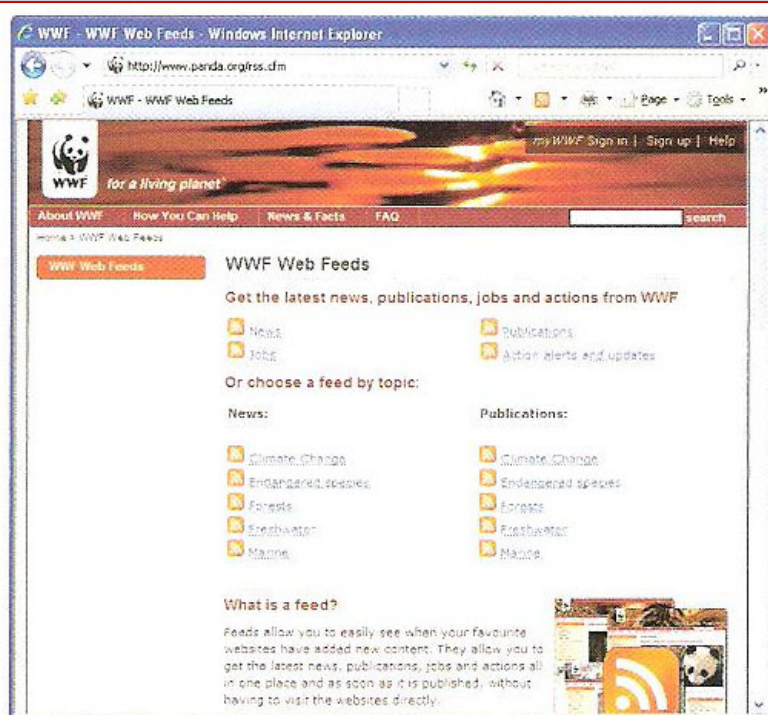 WWF - WWF Web Feeds - Windows Internet Explorer
http://www.panda.org/rss.cfm
WWF - WWF Web Feeds
Page Tools
»
WWF
for a living planet
myWWF Sign in | Sign up | Help
About WWF How You Can Help News & Facts FAQ search
Home > WWF Web Feeds
WWF Web Feeds
WWF Web Feeds
Get the latest news, publications, jobs and actions from WWF
News Publications
Jobs Action alerts and updates
Or choose a feed by topic:
News: Publications:
Climate Change Climate Change
Endangered species Endangered species
Forests Forests
Freshwater Freshwater
Marine Marine
What is a feed?
Feeds allow you to easily see when your favourite
websites have added new content. They allow you to
get the latest news, publications, jobs and actions all
in one place and as soon as it is published, without
having to visit the websites directly.